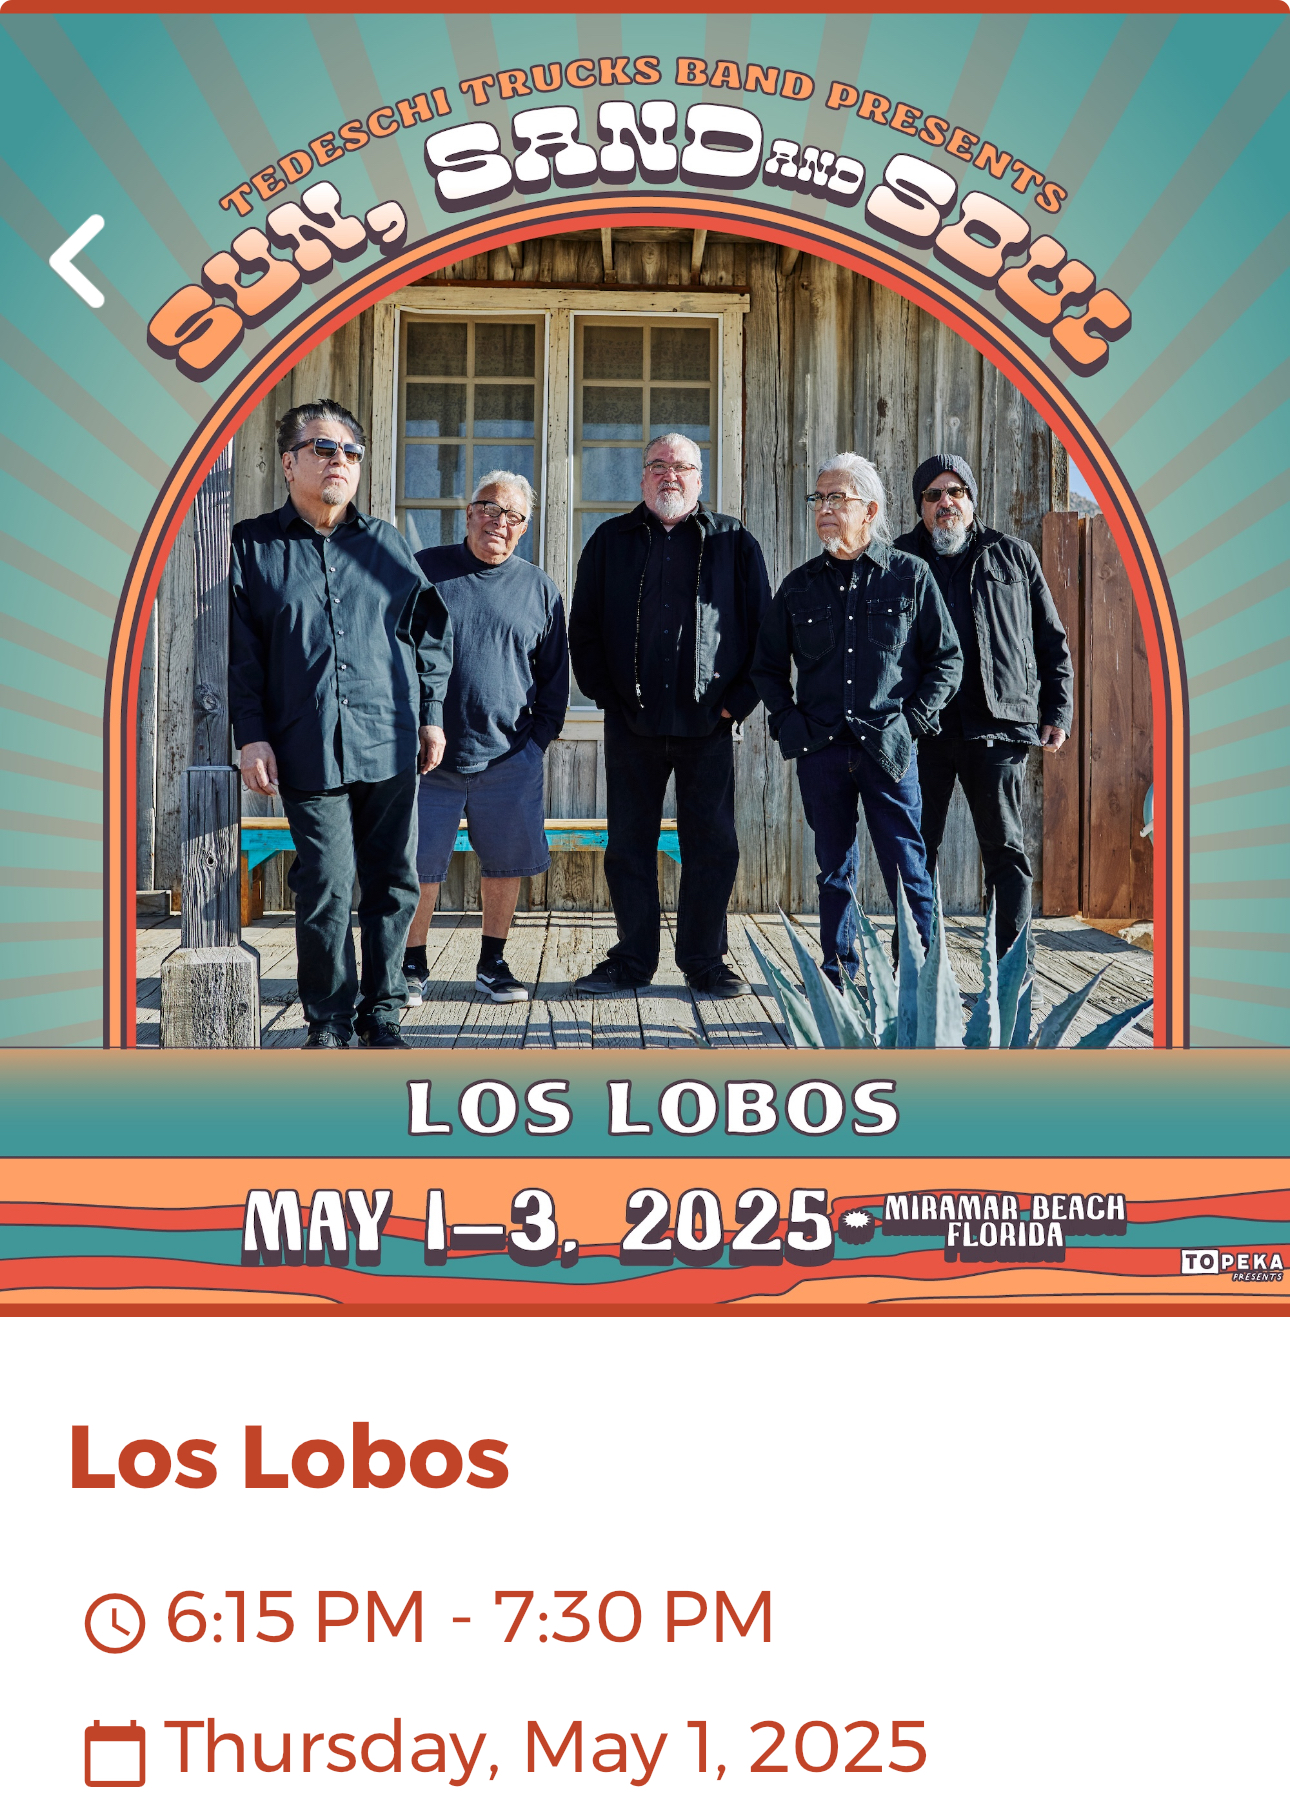 TEDESCHI TRUCKS BAND PRESENTS
SUN, SAND AND SOUL
LOS LOBOS
MAY 1–3, 2025
MIRAMAR BEACH
FLORIDA
TOPEKA
PRESENTS
Los Lobos
6:15 PM - 7:30 PM
Thursday, May 1, 2025